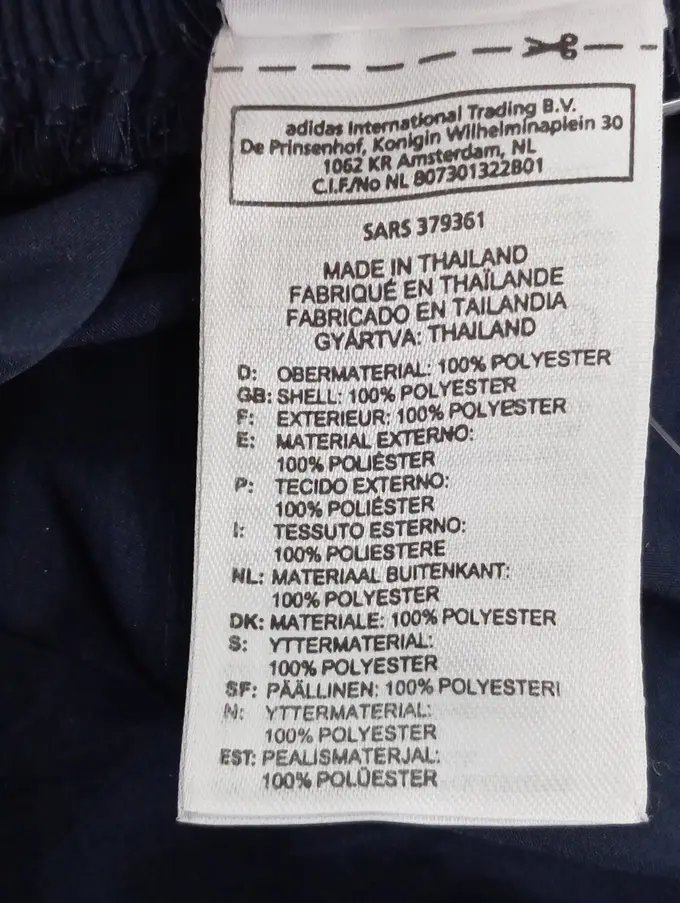 adidas International Trading B.V.
De Prinsenhof, Konigin Wilhelminaplein 30
1062 KR Amsterdam, NL
C.I.F./No NL 807301322B01
SARS 379361
MADE IN THAILAND
FABRIQUÉ EN THAÏLANDE
FABRICADO EN TAILANDIA
GYÁRTVA: THAILAND
D: OBERMATERIAL: 100% POLYESTER
GB: SHELL: 100% POLYESTER
F: EXTERIEUR: 100% POLYESTER
E: MATERIAL EXTERNO:
100% POLIÉSTER
P: TECIDO EXTERNO:
100% POLIÉSTER
I: TESSUTO ESTERNO:
100% POLIESTERE
NL: MATERIAAL BUITENKANT:
100% POLYESTER
DK: MATERIALE: 100% POLYESTER
S: YTTERMATERIAL:
100% POLYESTER
SF: PÄÄLLINEN: 100% POLYESTERI
N: YTTERMATERIAL:
100% POLYESTER
EST: PEALISMATERJAL:
100% POLÜESTER